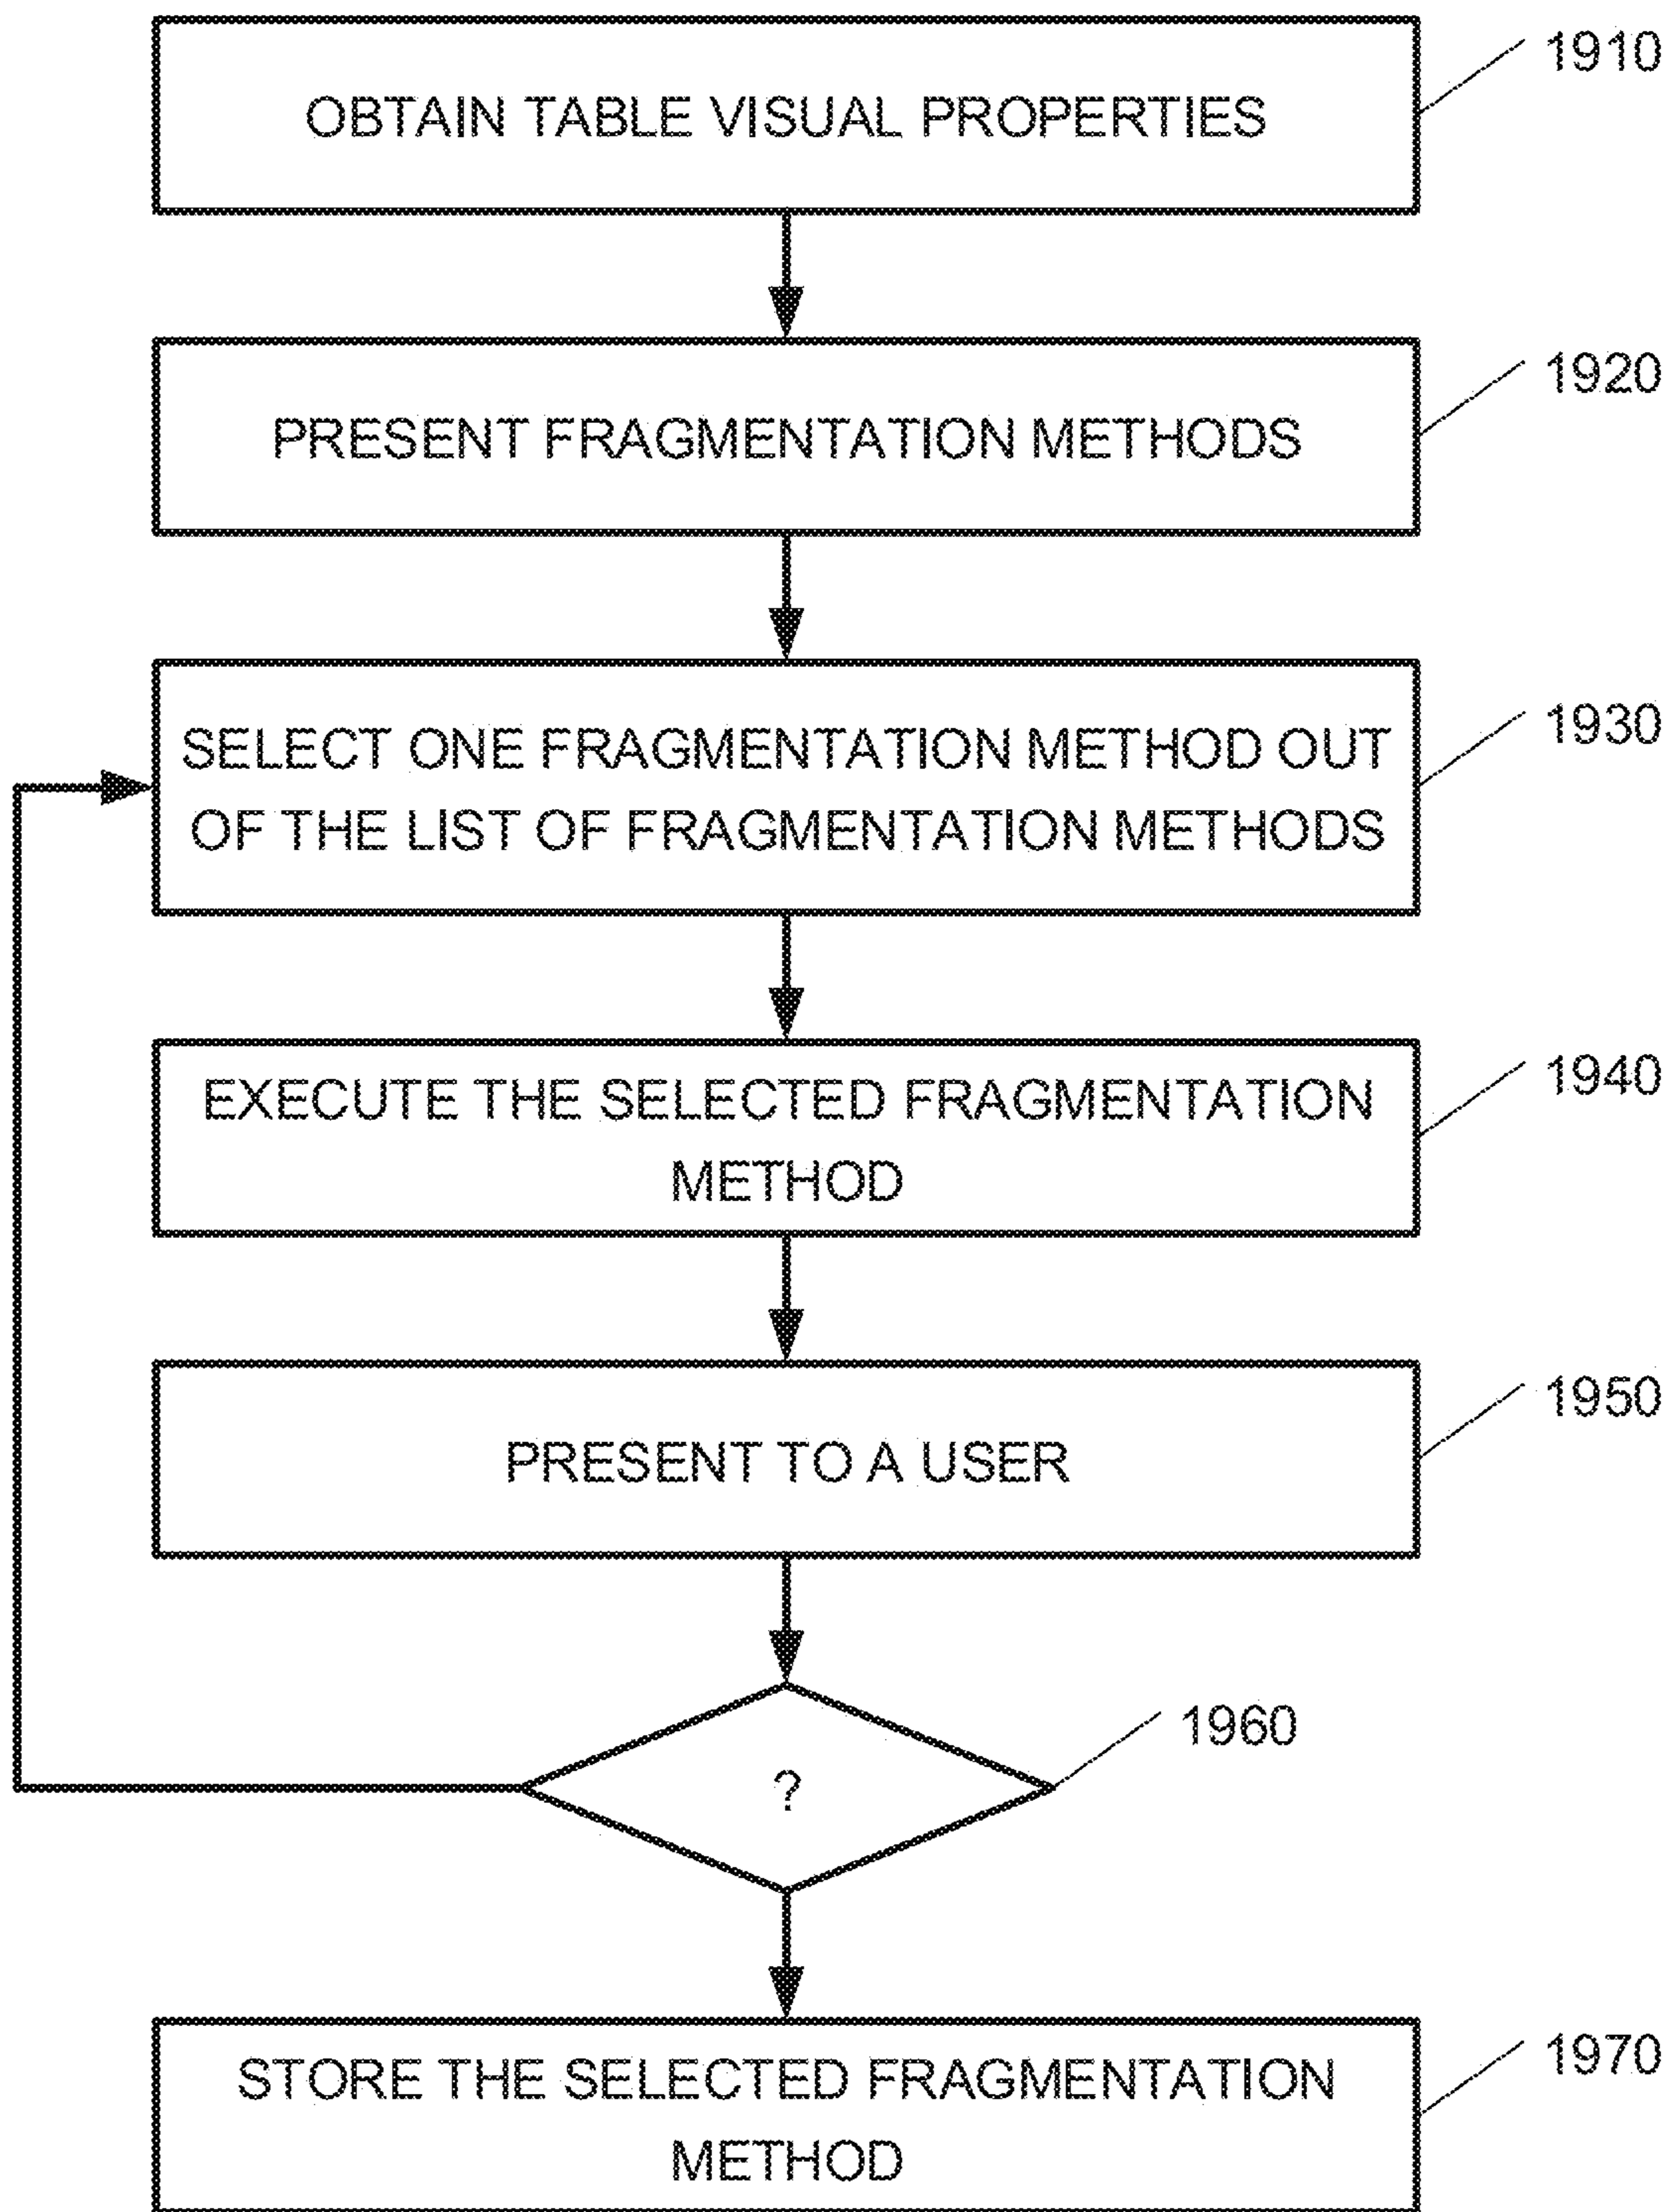 1910
OBTAIN TABLE VISUAL PROPERTIES
1920
PRESENT FRAGMENTATION METHODS
1930
SELECT ONE FRAGMENTATION METHOD OUT
OF THE LIST OF FRAGMENTATION METHODS
1940
EXECUTE THE SELECTED FRAGMENTATION
METHOD
1950
PRESENT TO A USER
1960
?
1970
STORE THE SELECTED FRAGMENTATION
METHOD